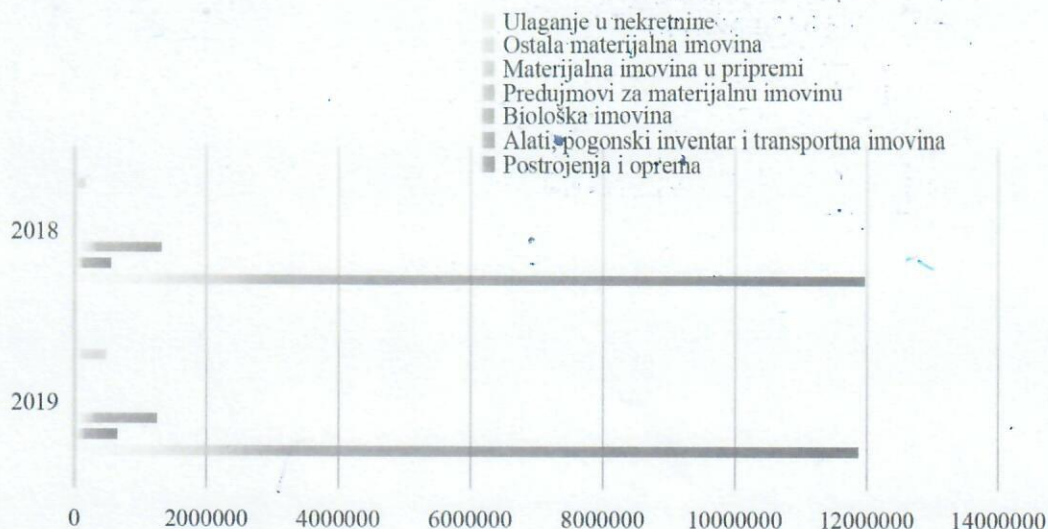 Ulaganje u nekretnine
Ostala materijalna imovina
Materijalna imovina u pripremi
Predujmovi za materijalnu imovinu
Biološka imovina
Alati, pogonski inventar i transportna imovina
Postrojenja i oprema
2018
2019
0 2000000 4000000 6000000 8000000 10000000 12000000 14000000